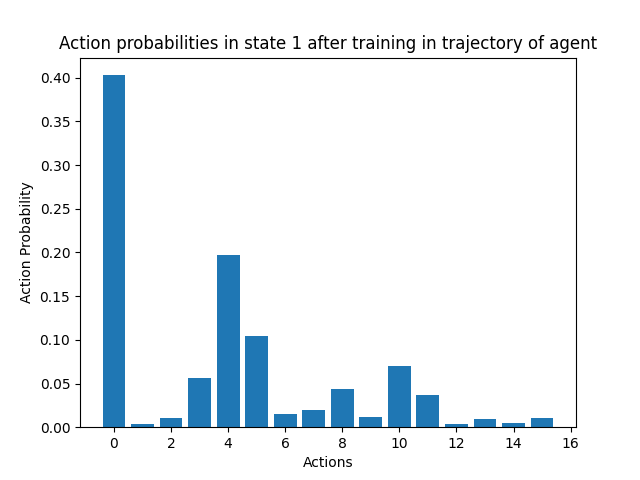 Action probabilities in state 1 after training in trajectory of agent
0.40
0.35
0.30
0.25
0.20
0.15
0.10
0.05
0.00
Action Probability
0 2 4 6 8 10 12 14 16
Actions